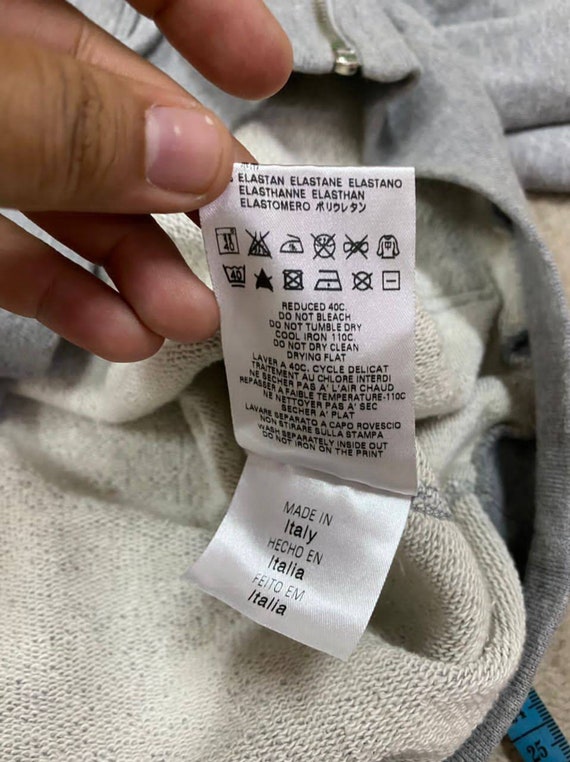 ELASTAN ELASTANE ELASTANO
ELASTHANNE ELASTHAN
ELASTOMERO ポリウレタン
40
40
REDUCED 40C.
DO NOT BLEACH
DO NOT TUMBLE DRY
COOL IRON 110C.
DO NOT DRY CLEAN
DRYING FLAT
LAVER A 40C. CYCLE DELICAT
TRAITEMENT AU CHLORE INTERDI
NE SECHER PAS A' L'AIR CHAUD
REPASSER A FAIBLE TEMPERATURE-110C
NE NETTOYER PAS A' SEC
SECHER A' PLAT
LAVARE SEPARATO A CAPO ROVESCIO
NON STIRARE SULLA STAMPA
WASH SEPARATELY INSIDE OUT
DO NOT IRON ON THE PRINT
MADE IN
Italy
HECHO EN
Italia
FEITO EM
Italia
25